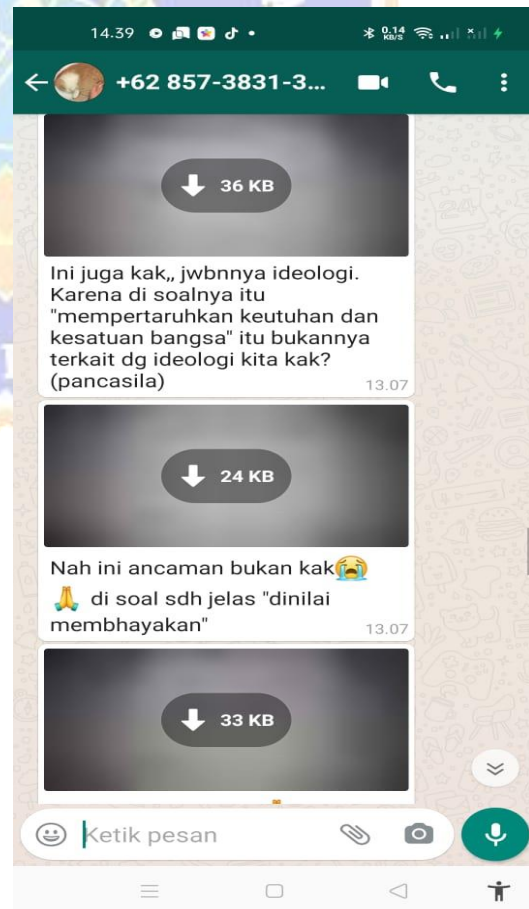 14.39
0.14 KB/S
+62 857-3831-3...
36 KB
Ini juga kak,, jwbnnya ideologi.
Karena di soalnya itu
"mempertaruhkan keutuhan dan
kesatuan bangsa" itu bukannya
terkait dg ideologi kita kak?
(pancasila)
13.07
24 KB
Nah ini ancaman bukan kak😭
🙏 di soal sdh jelas "dinilai
membhayakan"
13.07
33 KB
Ketik pesan